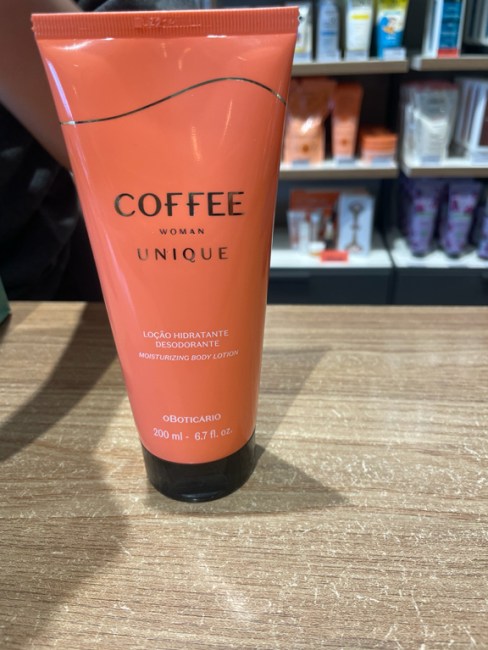 COFFEE
WOMAN
UNIQUE
LOÇÃO HIDRATANTE
DESODORANTE
MOISTURIZING BODY LOTION
oBOTICÁRIO
200 ml - 6.7 fl. oz.